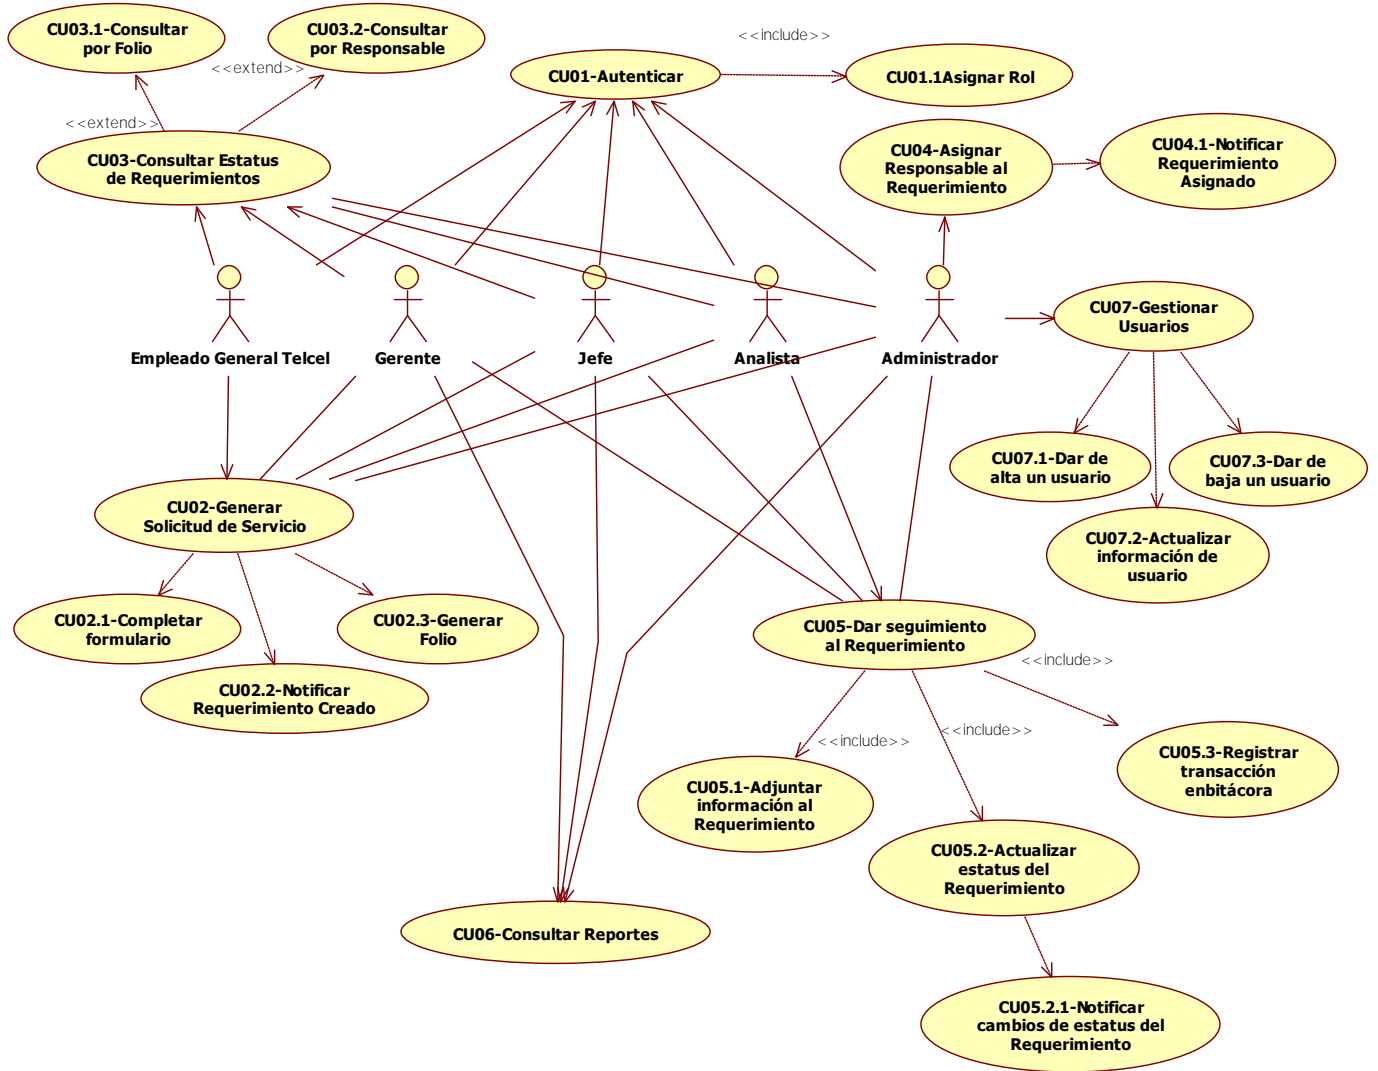 CU03.1-Consultar
por Folio
CU03.2-Consultar
por Responsable
<<include>>
<<extend>>
CU01-Autenticar
CU01.1Asignar Rol
<<extend>>
CU03-Consultar Estatus
de Requerimientos
CU04-Asignar
Responsable al
Requerimiento
CU04.1-Notificar
Requerimiento
Asignado
CU07-Gestionar
Usuarios
Empleado General Telcel
Gerente
Jefe
Analista
Administrador
CU07.1-Dar de
alta un usuario
CU07.3-Dar de
baja un usuario
CU02-Generar
Solicitud de Servicio
CU07.2-Actualizar
información de
usuario
CU02.1-Completar
formulario
CU02.3-Generar
Folio
CU05-Dar seguimiento
al Requerimiento
<<include>>
CU02.2-Notificar
Requerimiento Creado
<<include>>
<<include>>
CU05.3-Registrar
transacción
enbitácora
CU05.1-Adjuntar
información al
Requerimiento
CU05.2-Actualizar
estatus del
Requerimiento
CU06-Consultar Reportes
CU05.2.1-Notificar
cambios de estatus del
Requerimiento